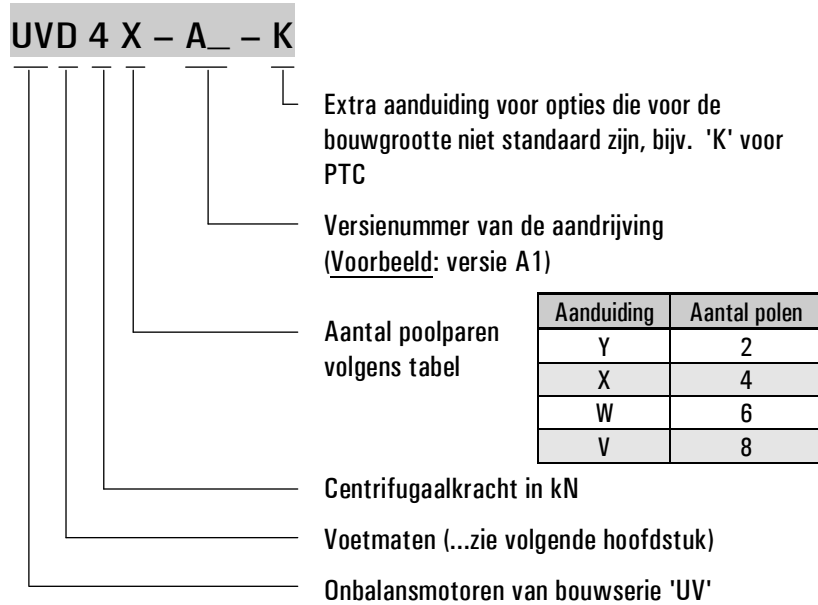 UVD 4 X – A_ – K
Extra aanduiding voor opties die voor de
bouwgrootte niet standaard zijn, bijv. 'K' voor
PTC
Versienummer van de aandrijving
(Voorbeeld: versie A1)
Aantal poolparen
volgens tabel
Aanduiding Aantal polen
Y 2
X 4
W 6
V 8
Centrifugaalkracht in kN
Voetmaten (...zie volgende hoofdstuk)
Onbalansmotoren van bouwserie 'UV'